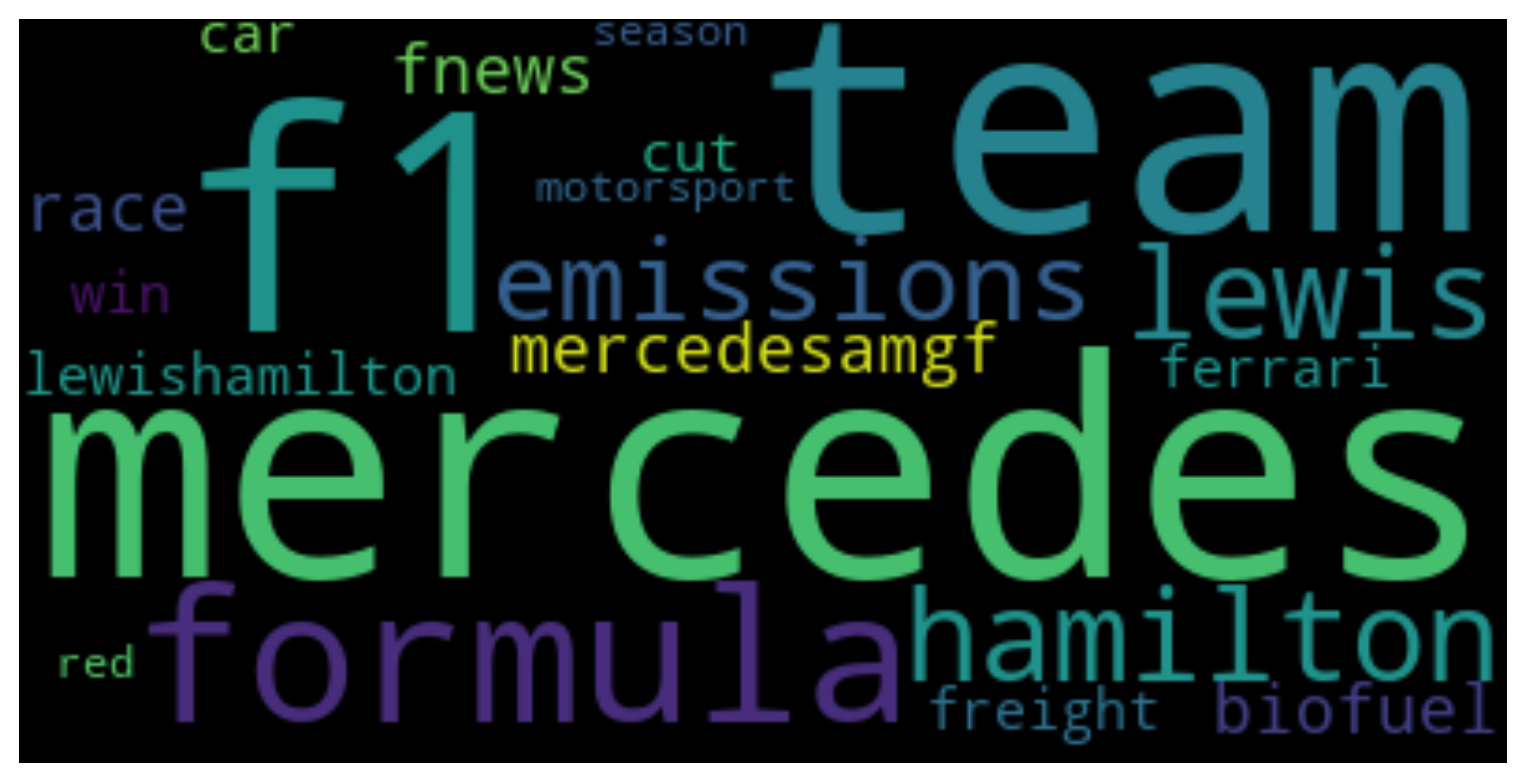 car
season
fnews
team
f1
cut
motorsport
race
emissions
lewis
win
mercedesamgf
ferrari
lewishamilton
mercedes
formula
hamilton
red
freight
biofuel